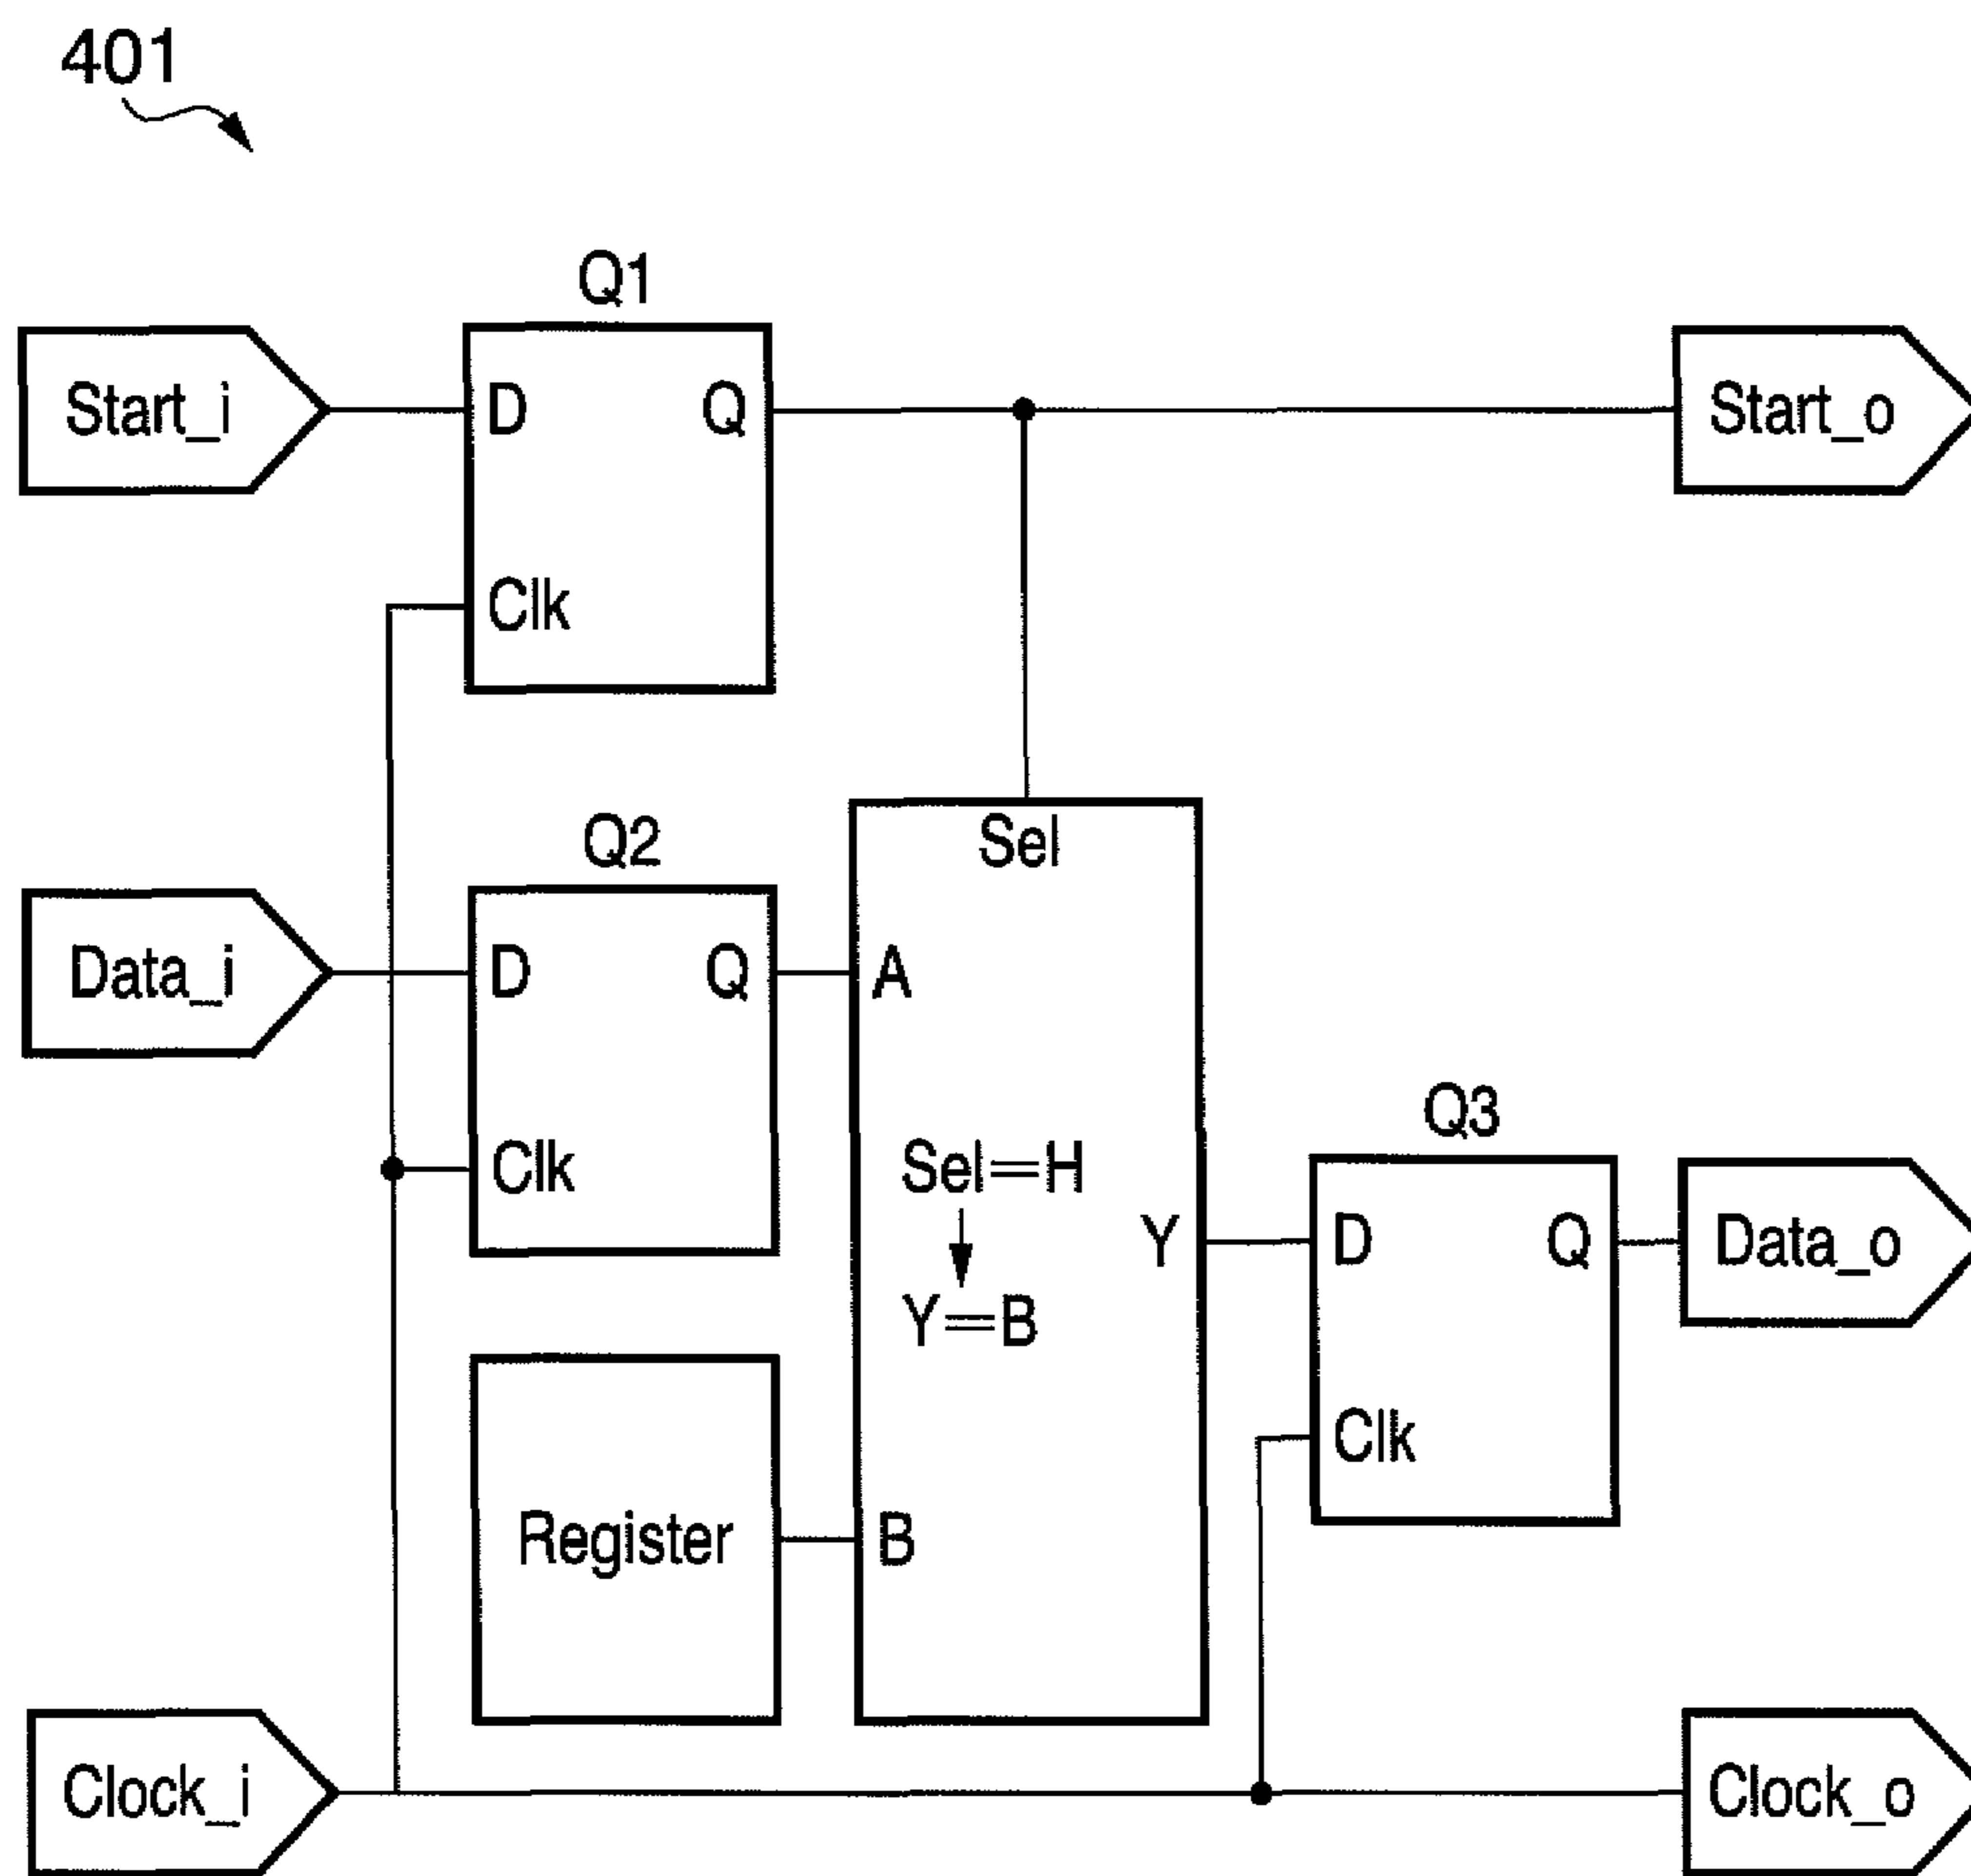 401
Q1
Start_i
D
Q
Start_o
Clk
Q2
Sel
Data_i
D
Q
A
Q3
Clk
Sel=H
Y
D
Q
Data_o
Y=B
Clk
Register
B
Clock_i
Clock_o